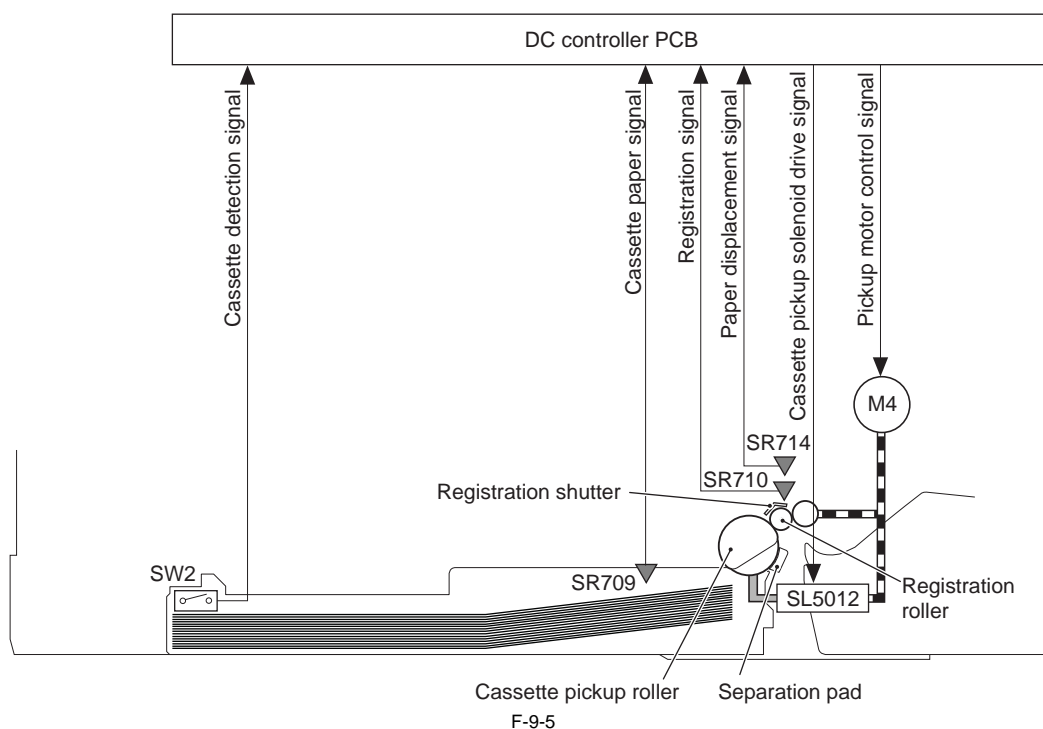 DC controller PCB
Cassette detection signal
Cassette paper signal
Registration signal
Paper displacement signal
Cassette pickup solenoid drive signal
Pickup motor control signal
M4
SR714
SR710
Registration shutter
SW2
SR709
SL5012
Registration
roller
Cassette pickup roller
Separation pad
F-9-5